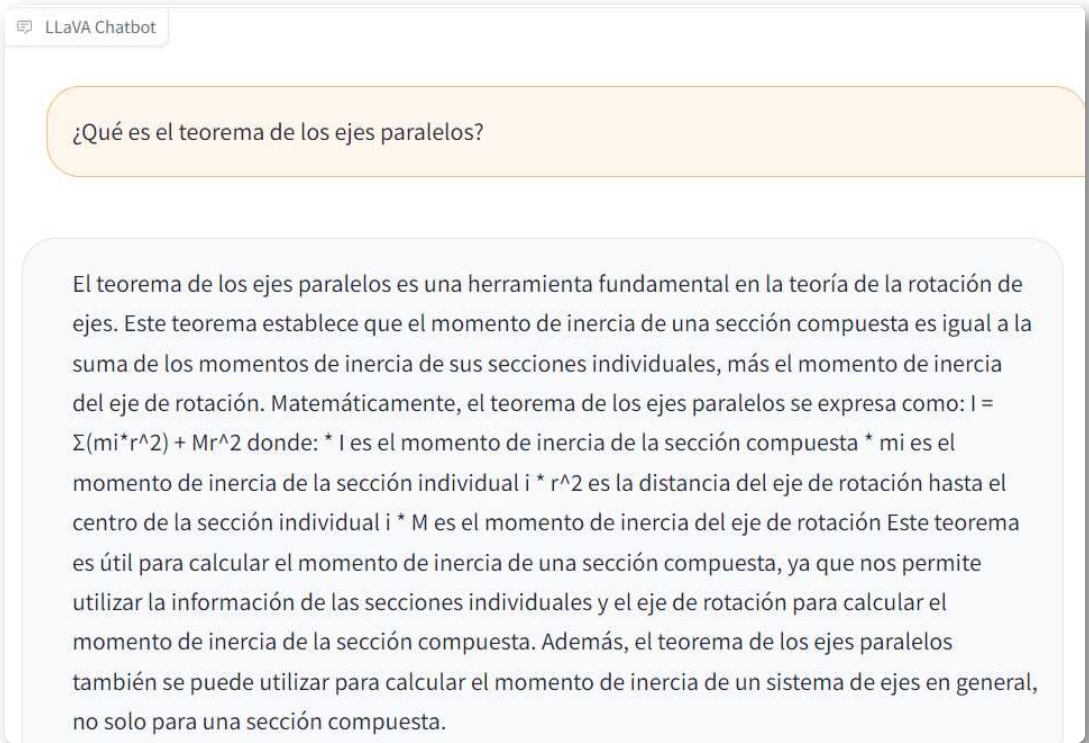 LLaVA Chatbot
¿Qué es el teorema de los ejes paralelos?
El teorema de los ejes paralelos es una herramienta fundamental en la teoría de la rotación de
ejes. Este teorema establece que el momento de inercia de una sección compuesta es igual a la
suma de los momentos de inercia de sus secciones individuales, más el momento de inercia
del eje de rotación. Matemáticamente, el teorema de los ejes paralelos se expresa como: I =
Σ(mi*r^2) + Mr^2 donde: * I es el momento de inercia de la sección compuesta * mi es el
momento de inercia de la sección individual i * r^2 es la distancia del eje de rotación hasta el
centro de la sección individual i * M es el momento de inercia del eje de rotación Este teorema
es útil para calcular el momento de inercia de una sección compuesta, ya que nos permite
utilizar la información de las secciones individuales y el eje de rotación para calcular el
momento de inercia de la sección compuesta. Además, el teorema de los ejes paralelos
también se puede utilizar para calcular el momento de inercia de un sistema de ejes en general,
no solo para una sección compuesta.